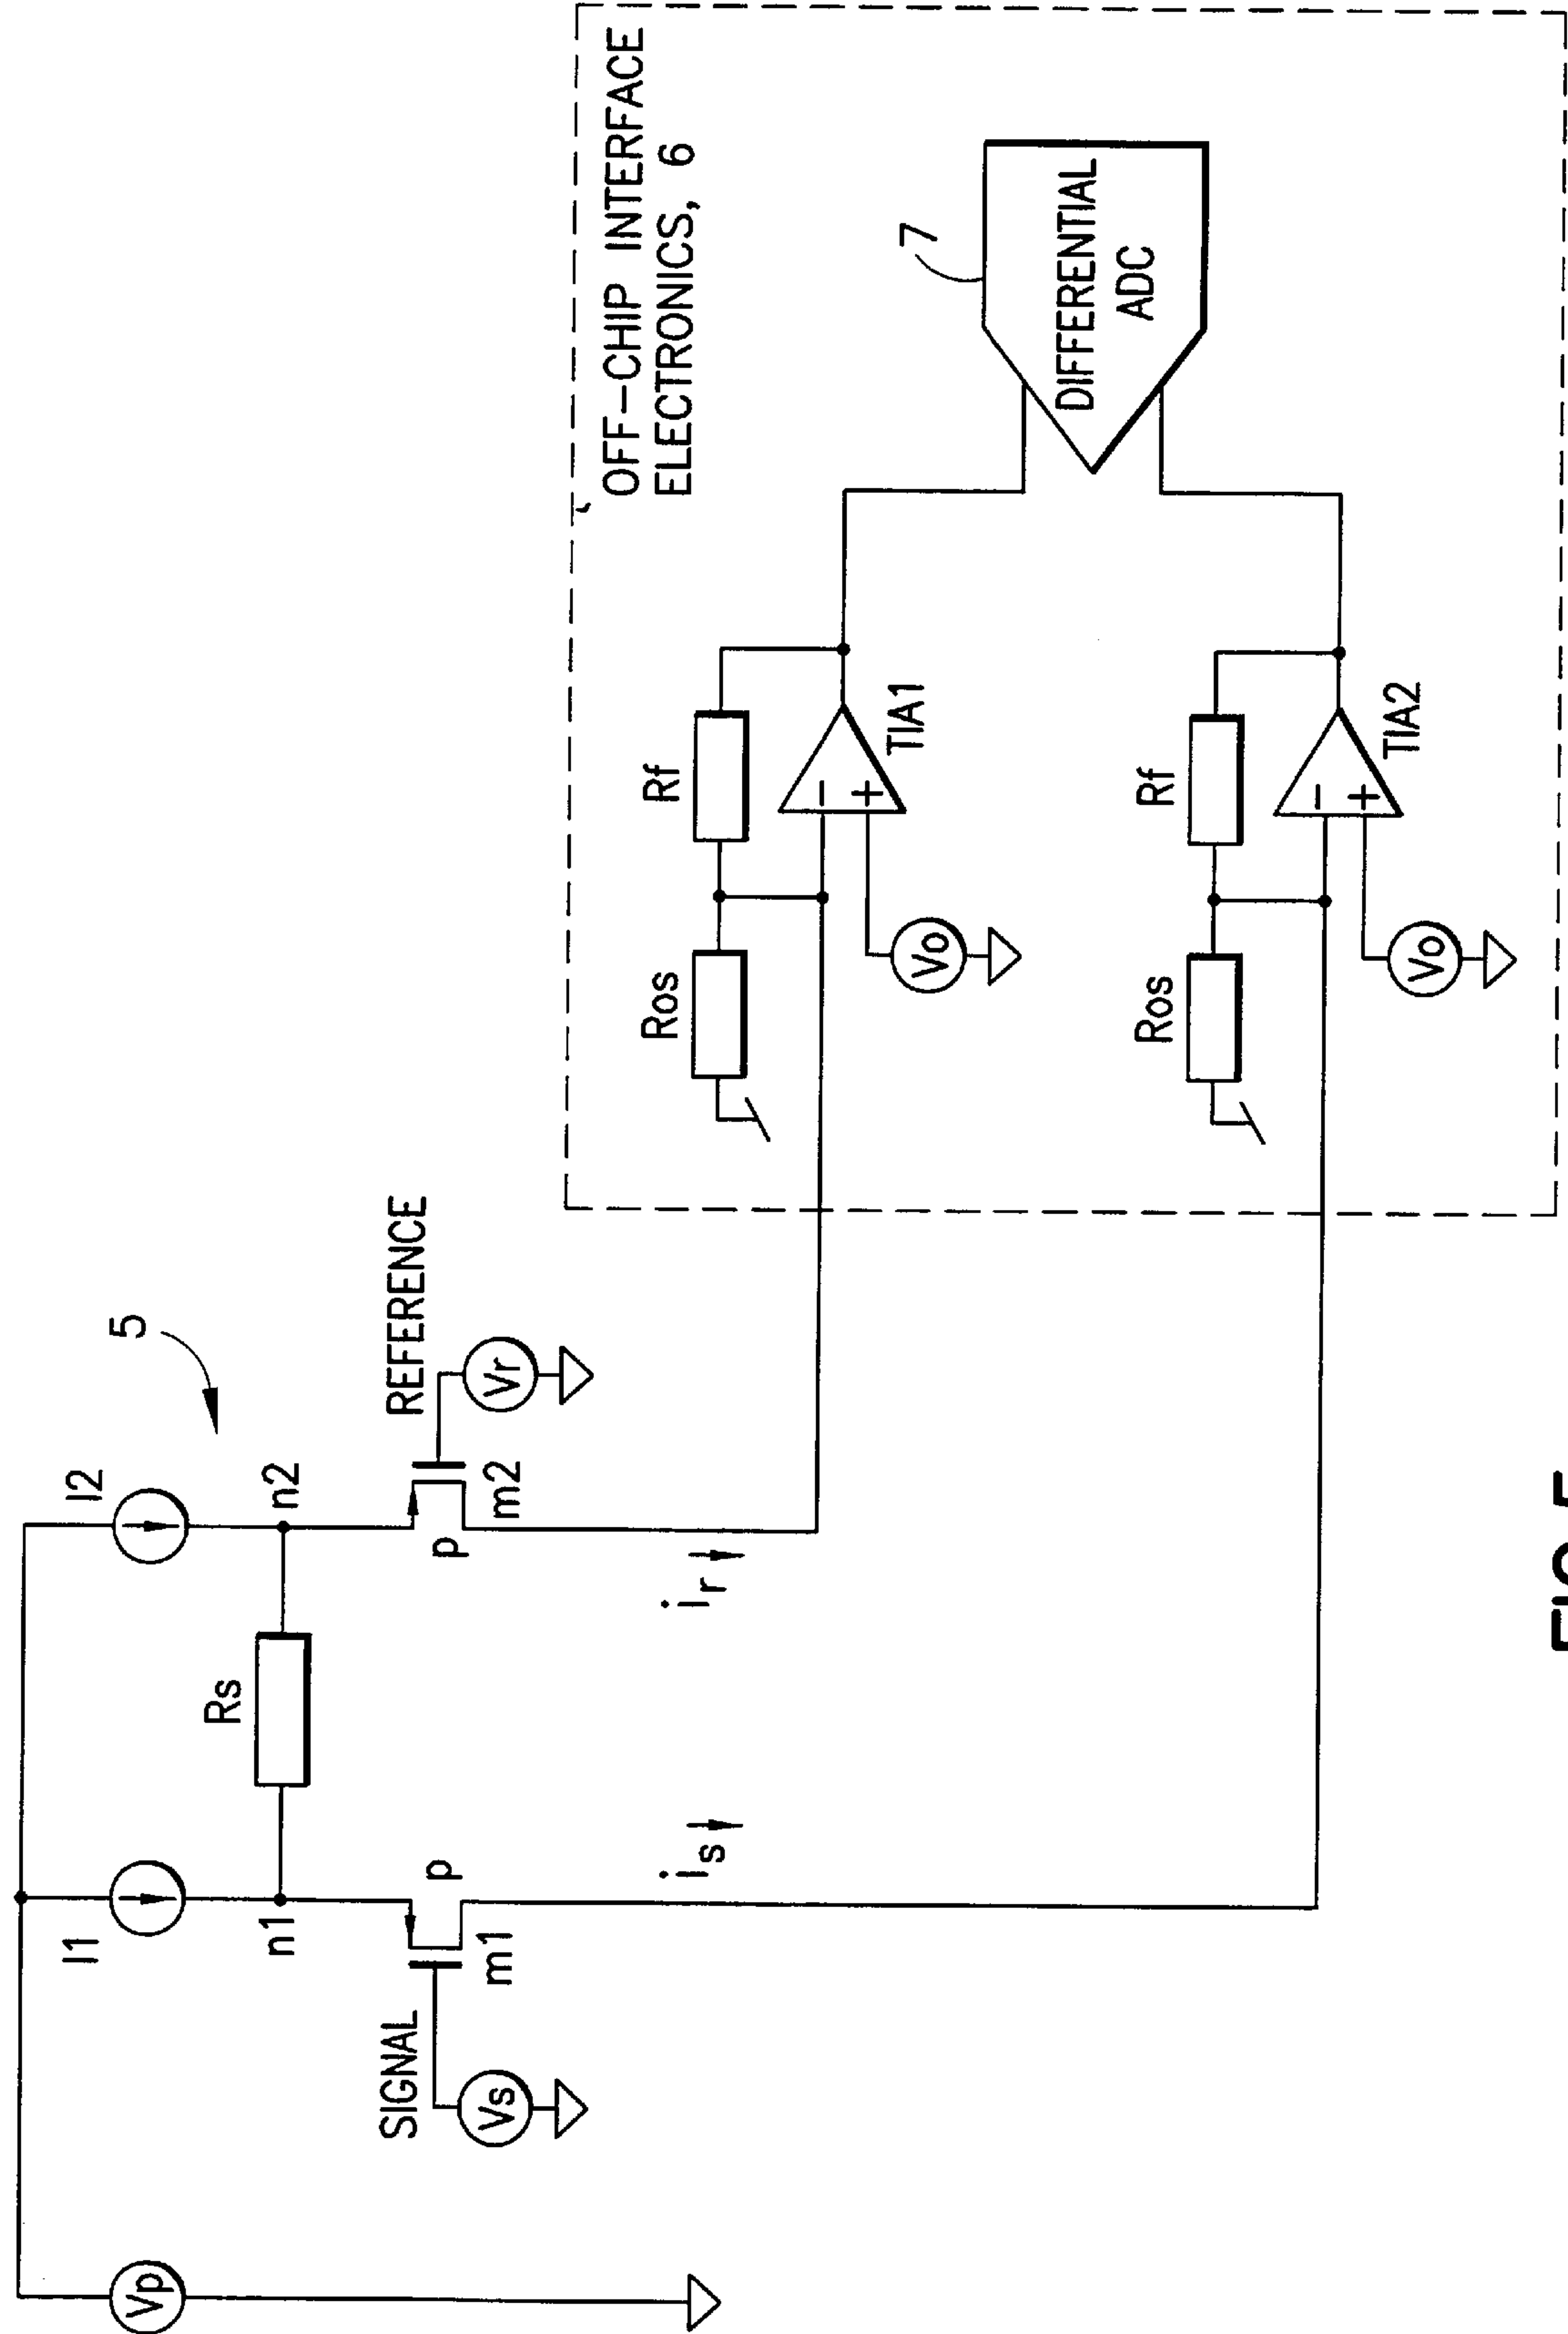 I1
I2
5
Vp
Rs
n1
n2
SIGNAL
p
p
REFERENCE
Vs
m1
m2
Vr
OFF-CHIP INTERFACE
ELECTRONICS, 6
is
ir
Ros
Rf
−
+
Vo
TIA1
7
DIFFERENTIAL
ADC
Ros
Rf
−
+
Vo
TIA2